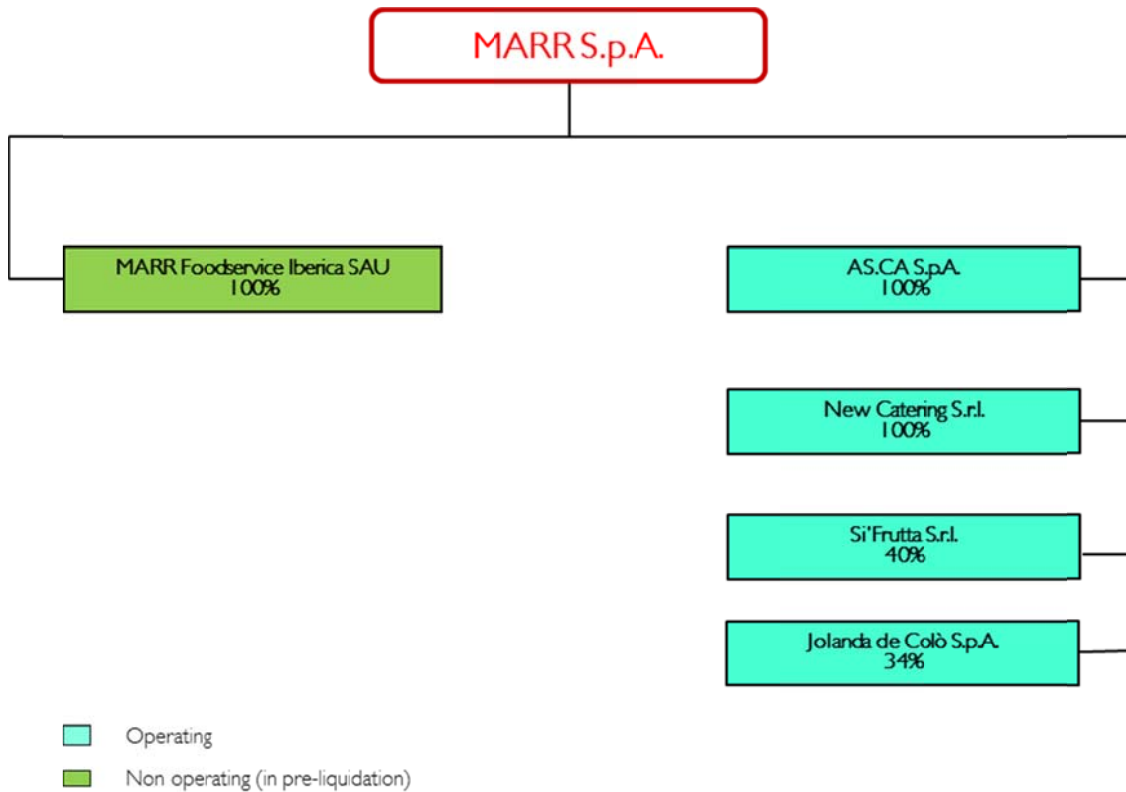 MARR S.p.A.
MARR Foodservice Iberica SAU
100%
AS.CA S.p.A.
100%
New Catering S.r.l.
100%
Si'Frutta S.r.l.
40%
Jolanda de Colò S.p.A.
34%
Operating
Non operating (in pre-liquidation)